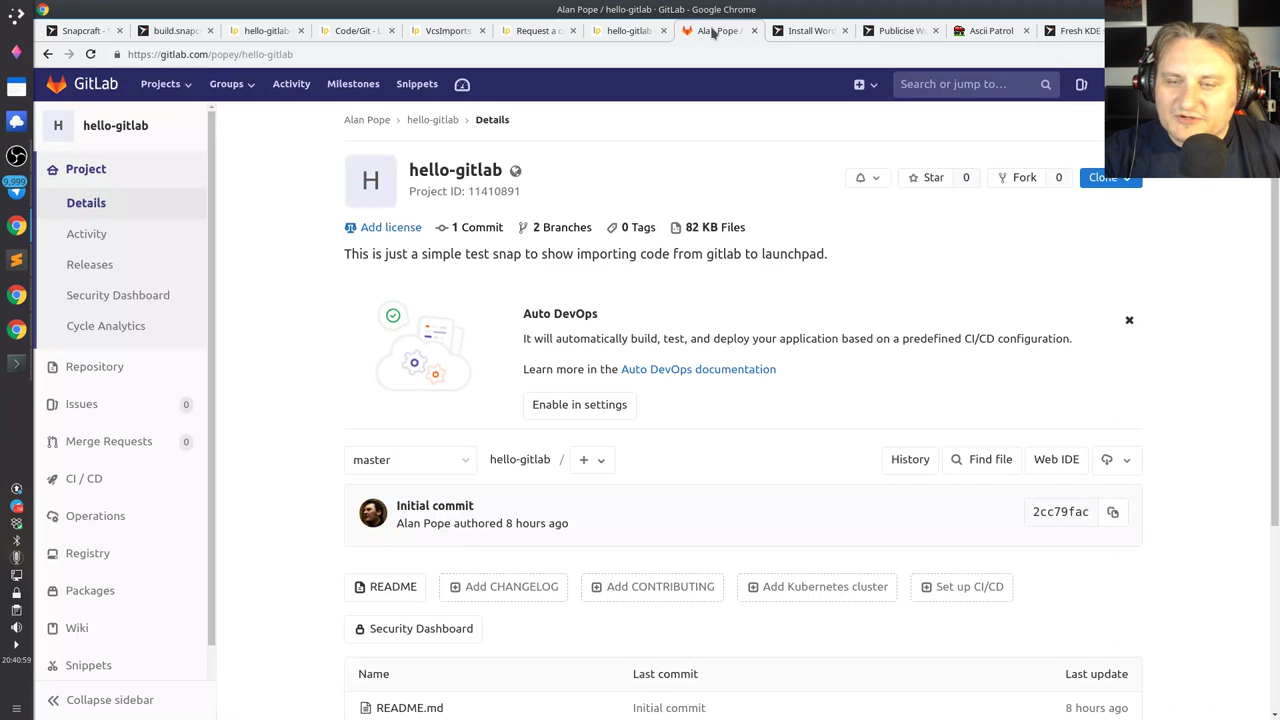 Alan Pope / hello-gitlab · GitLab - Google Chrome
Snapcraft -
build.snapc
hello-gitlab
Code/Git - L
VcsImports
Request a c
hello-gitlab
Alan Pope /
Install Word
Publicise W
Ascii Patrol
Fresh KDE
https://gitlab.com/popey/hello-gitlab
GitLab
Projects
Groups
Activity
Milestones
Snippets
Search or jump to…
H
hello-gitlab
Project
Details
Activity
Releases
Security Dashboard
Cycle Analytics
Repository
Issues 0
Merge Requests 0
CI / CD
Operations
Registry
Packages
Wiki
Snippets
Collapse sidebar
9,999
20:40:59
Alan Pope > hello-gitlab > Details
H
hello-gitlab
Project ID: 11410891
Star 0
Fork 0
Clone
Add license
1 Commit
2 Branches
0 Tags
82 KB Files
This is just a simple test snap to show importing code from gitlab to launchpad.
Auto DevOps
It will automatically build, test, and deploy your application based on a predefined CI/CD configuration.
Learn more in the Auto DevOps documentation
Enable in settings
master
hello-gitlab /
History
Find file
Web IDE
Initial commit
Alan Pope authored 8 hours ago
2cc79fac
README
Add CHANGELOG
Add CONTRIBUTING
Add Kubernetes cluster
Set up CI/CD
Security Dashboard
Name Last commit Last update
README.md Initial commit 8 hours ago